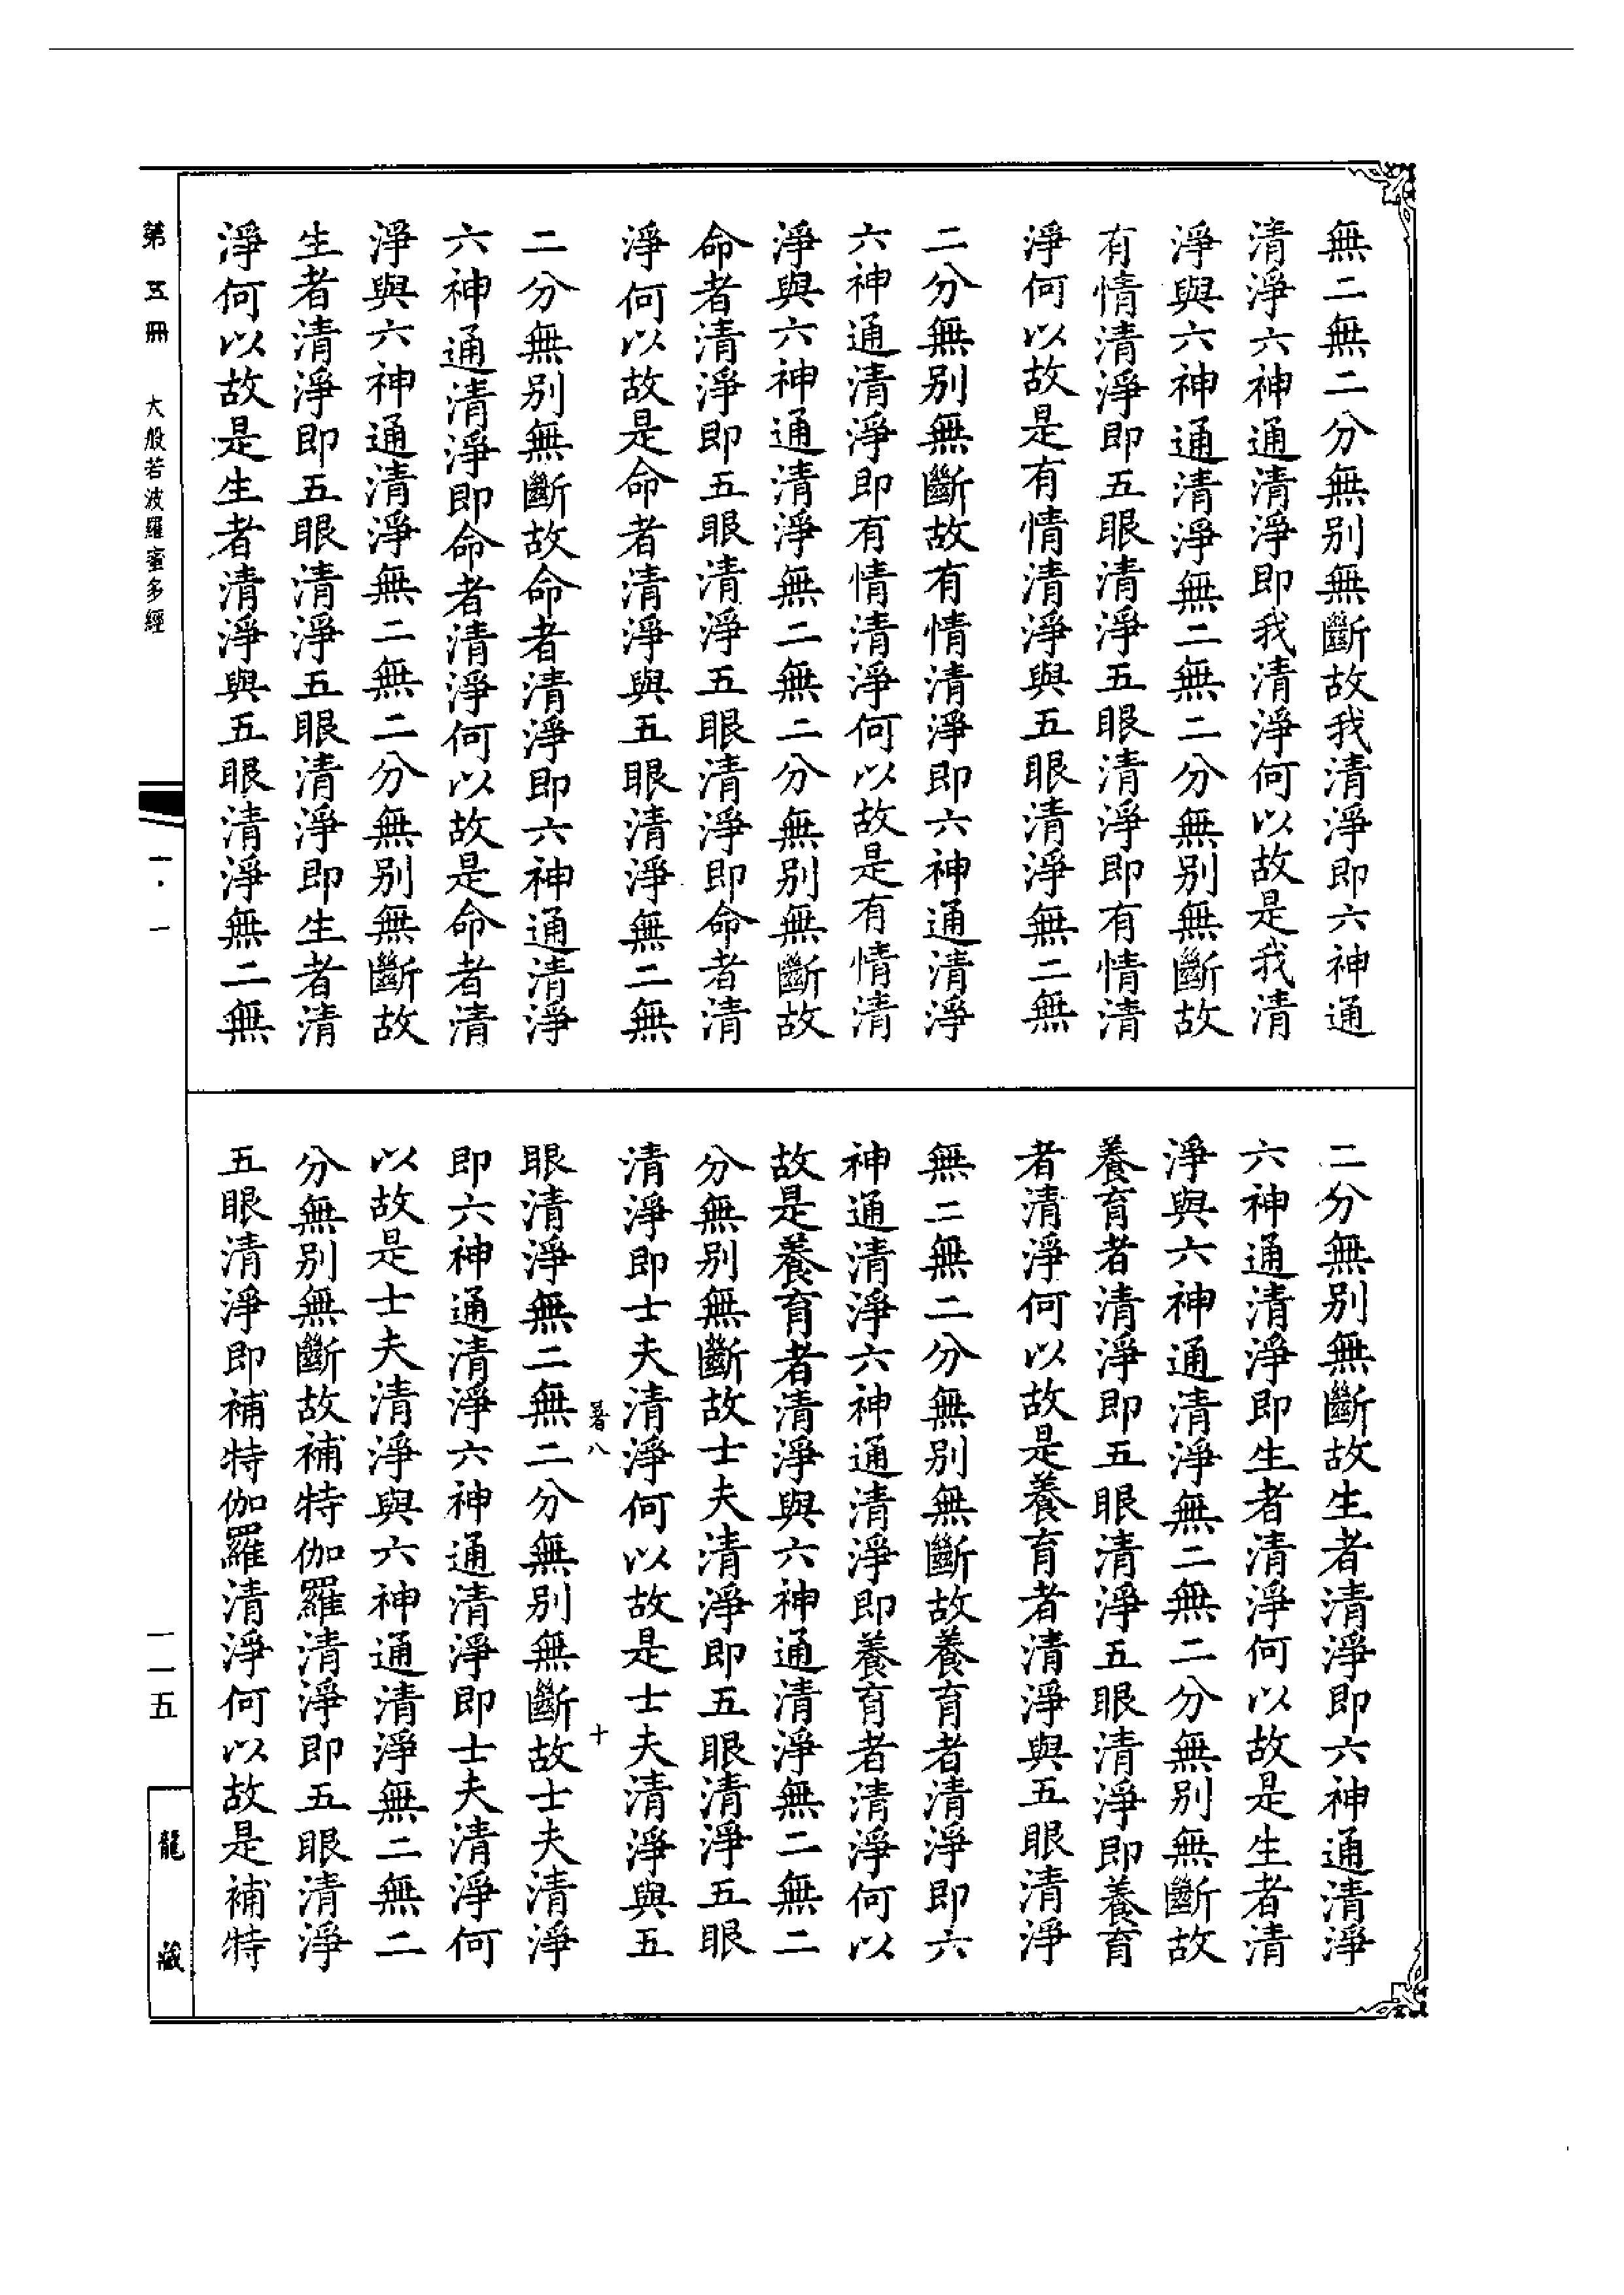 無二無二分無別無斷故我清淨即六神通
清淨六神通清淨即我清淨何以故是我清
淨與六神通清淨無二無二分無別無斷故
有情清淨即五眼清淨五眼清淨即有情清
淨何以故是有情清淨與五眼清淨無二無
二分無別無斷故有情清淨即六神通清淨
六神通清淨即有情清淨何以故是有情清
淨與六神通清淨無二無二分無別無斷故
命者清淨即五眼清淨五眼清淨即命者清
淨何以故是命者清淨與五眼清淨無二無
二分無別無斷故命者清淨即六神通清淨
六神通清淨即命者清淨何以故是命者清
淨與六神通清淨無二無二分無別無斷故
生者清淨即五眼清淨五眼清淨即生者清
淨何以故是生者清淨與五眼清淨無二無
二分無別無斷故生者清淨即六神通清淨
六神通清淨即生者清淨何以故是生者清
淨與六神通清淨無二無二分無別無斷故
養育者清淨即五眼清淨五眼清淨即養育
者清淨何以故是養育者清淨與五眼清淨
無二無二分無別無斷故養育者清淨即六
神通清淨六神通清淨即養育者清淨何以
故是養育者清淨與六神通清淨無二無二
分無別無斷故士夫清淨即五眼清淨五眼
清淨即士夫清淨何以故是士夫清淨與五
眼清淨無二無二分無別無斷故士夫清淨
即六神通清淨六神通清淨即士夫清淨何
以故是士夫清淨與六神通清淨無二無二
分無別無斷故補特伽羅清淨即五眼清淨
五眼清淨即補特伽羅清淨何以故是補特
八 十
第五冊 大般若波羅蜜多經
一一五
龍藏